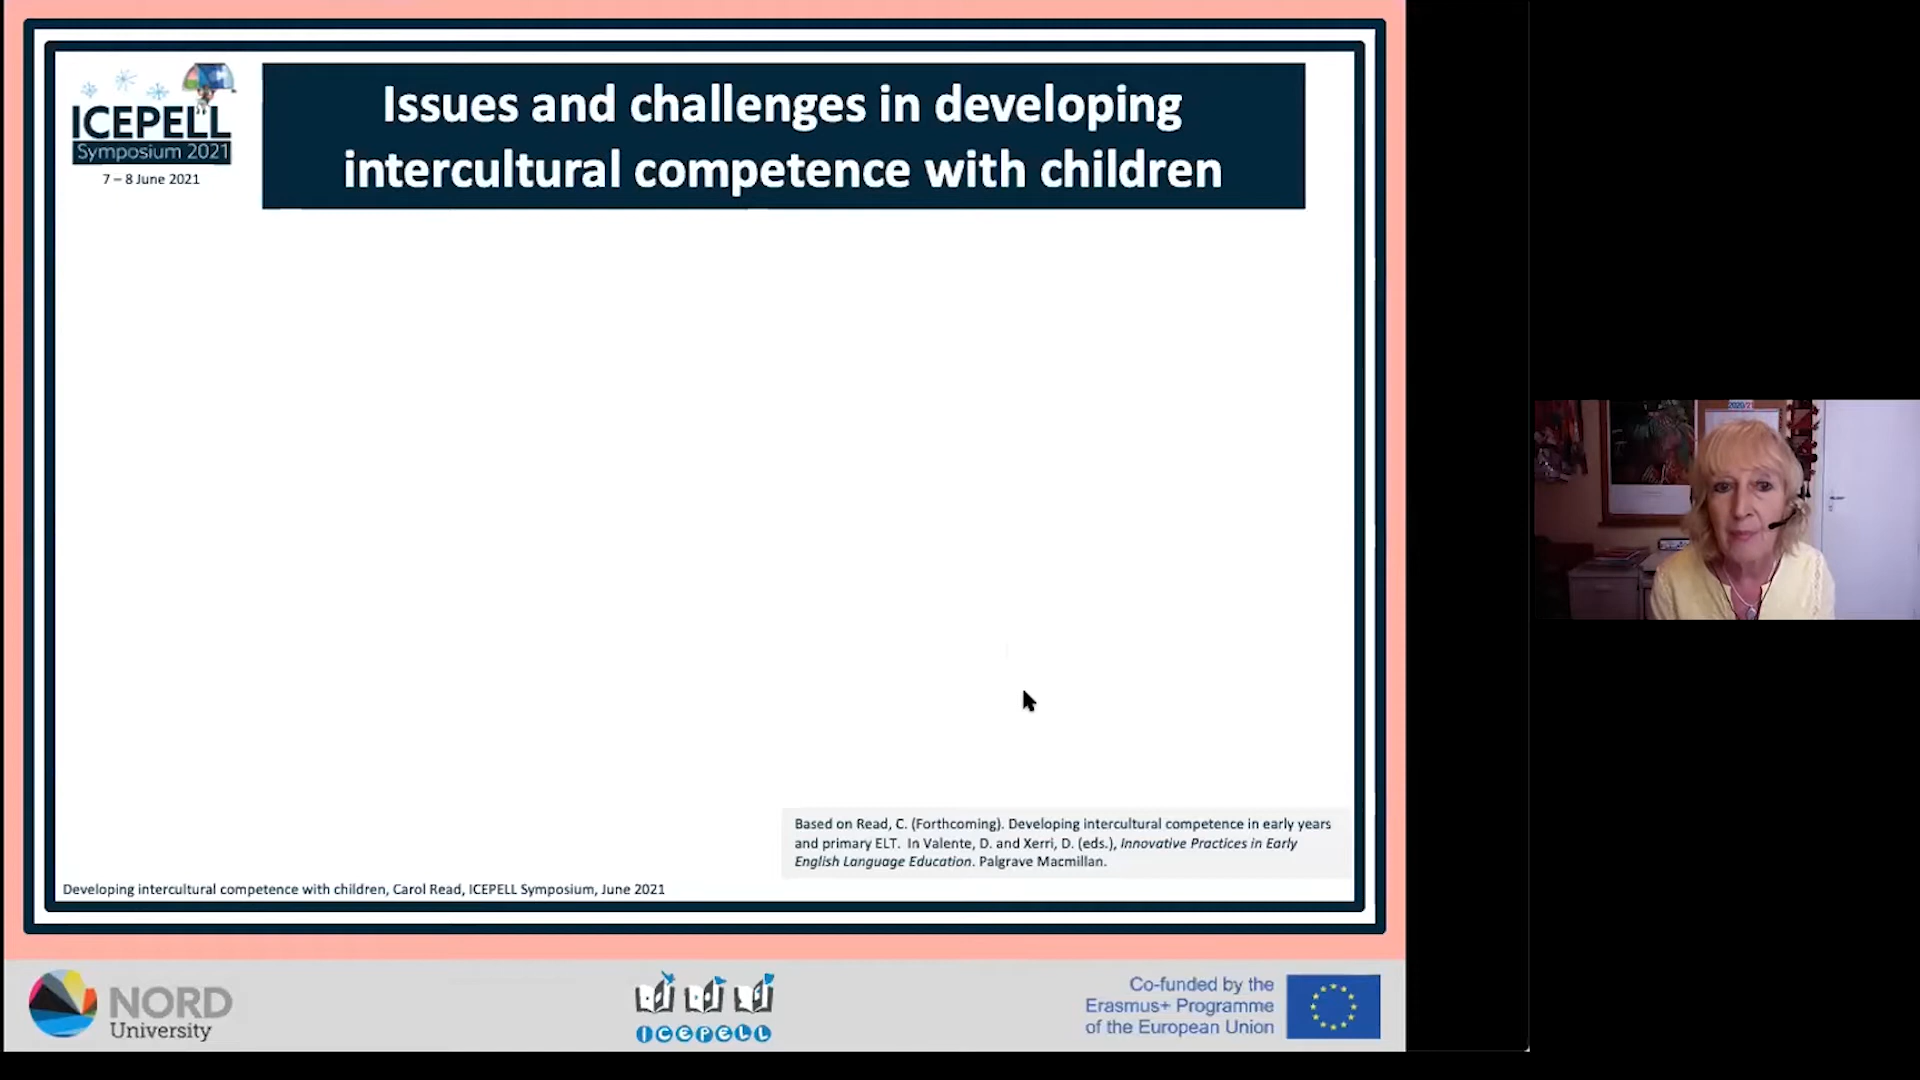 ICEPELL
Symposium 2021
7 – 8 June 2021
Issues and challenges in developing
intercultural competence with children
2020/21
Based on Read, C. (Forthcoming). Developing intercultural competence in early years
and primary ELT. In Valente, D. and Xerri, D. (eds.), Innovative Practices in Early
English Language Education. Palgrave Macmillan.
Developing intercultural competence with children, Carol Read, ICEPELL Symposium, June 2021
NORD
University
ICEPELL
Co-funded by the
Erasmus+ Programme
of the European Union